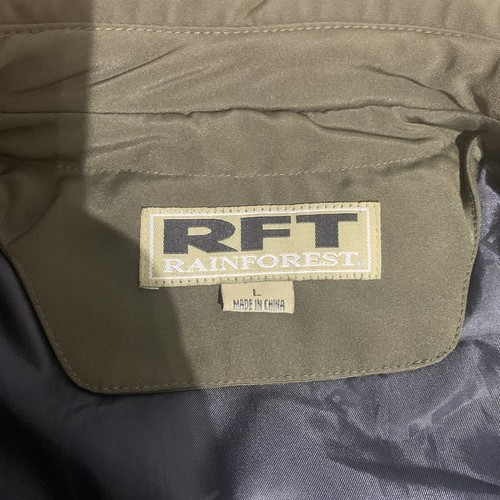 RFT
RAINFOREST
L
MADE IN CHINA